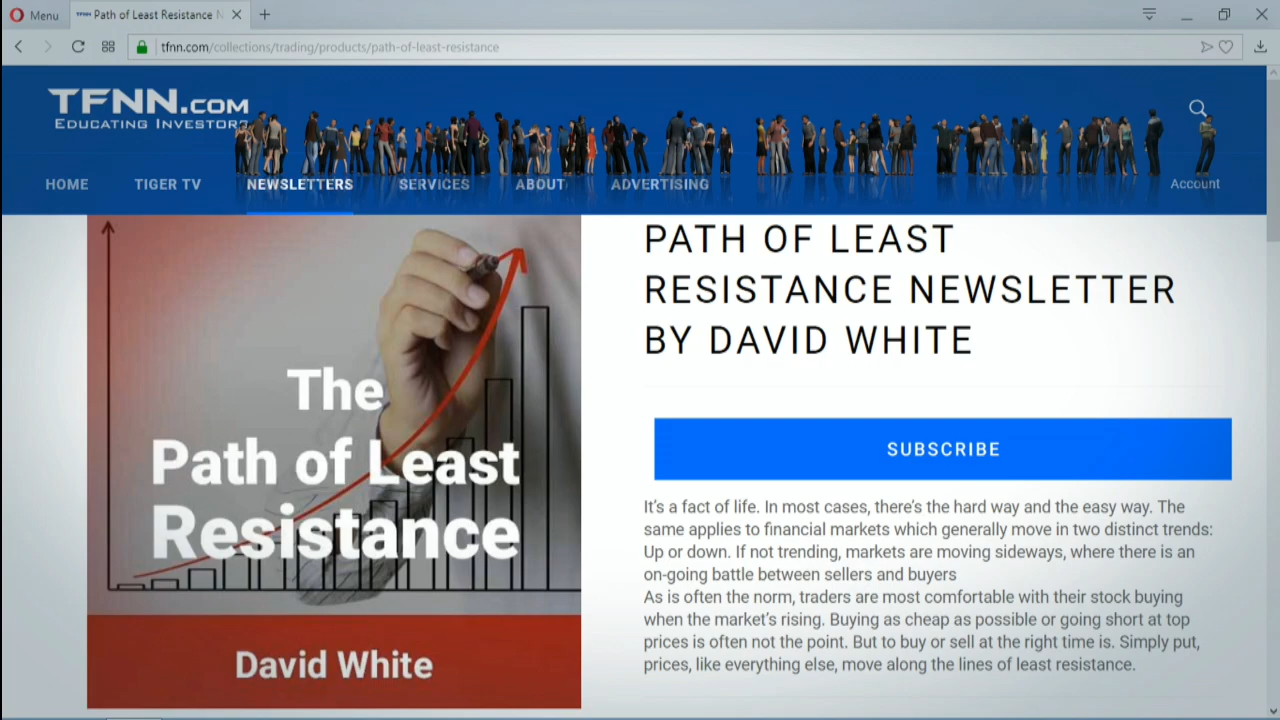 Menu
Path of Least Resistance N
tfnn.com/collections/trading/products/path-of-least-resistance
TFNN.COM
EDUCATING INVESTORS
HOME TIGER TV NEWSLETTERS SERVICES ABOUT ADVERTISING Account
The
Path of Least
Resistance
David White
PATH OF LEAST
RESISTANCE NEWSLETTER
BY DAVID WHITE
SUBSCRIBE
It's a fact of life. In most cases, there's the hard way and the easy way. The
same applies to financial markets which generally move in two distinct trends:
Up or down. If not trending, markets are moving sideways, where there is an
on-going battle between sellers and buyers
As is often the norm, traders are most comfortable with their stock buying
when the market's rising. Buying as cheap as possible or going short at top
prices is often not the point. But to buy or sell at the right time is. Simply put,
prices, like everything else, move along the lines of least resistance.